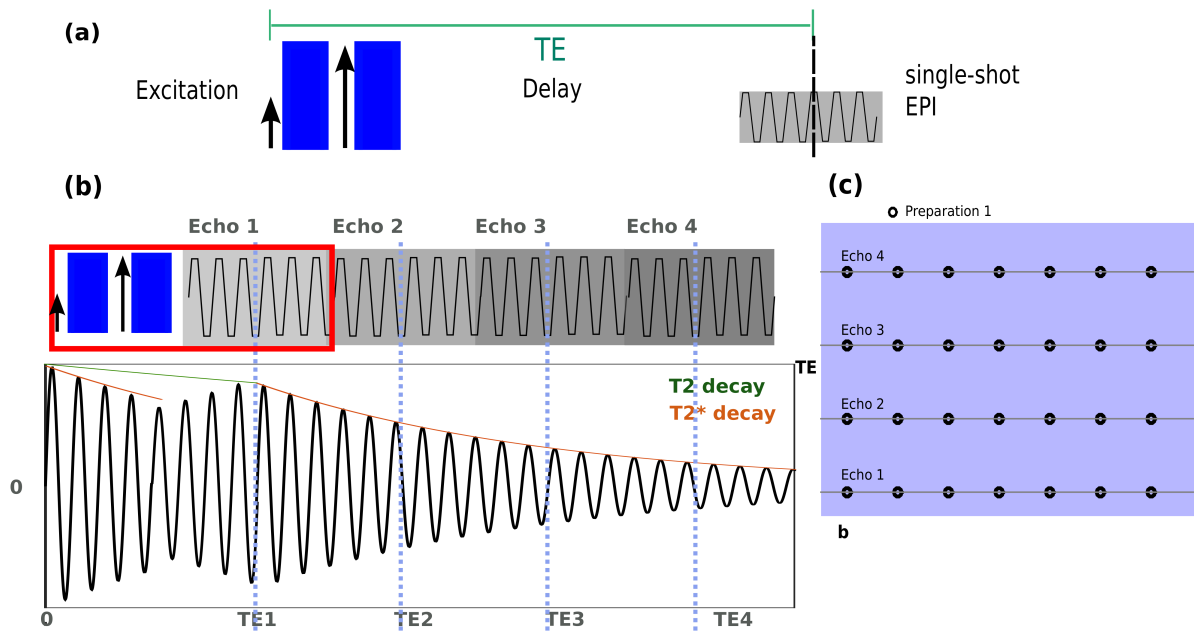 (a)
TE
Excitation
Delay
single-shot
EPI
(b)
Echo 1
Echo 2
Echo 3
Echo 4
TE
T2 decay
T2* decay
0
0
TE1
TE2
TE3
TE4
(c)
Preparation 1
Echo 4
Echo 3
Echo 2
Echo 1
b